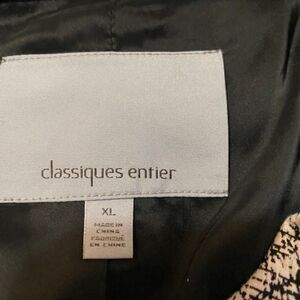 classiques entier
XL
MADE IN
CHINA
FABRIQUÉ
EN CHINE